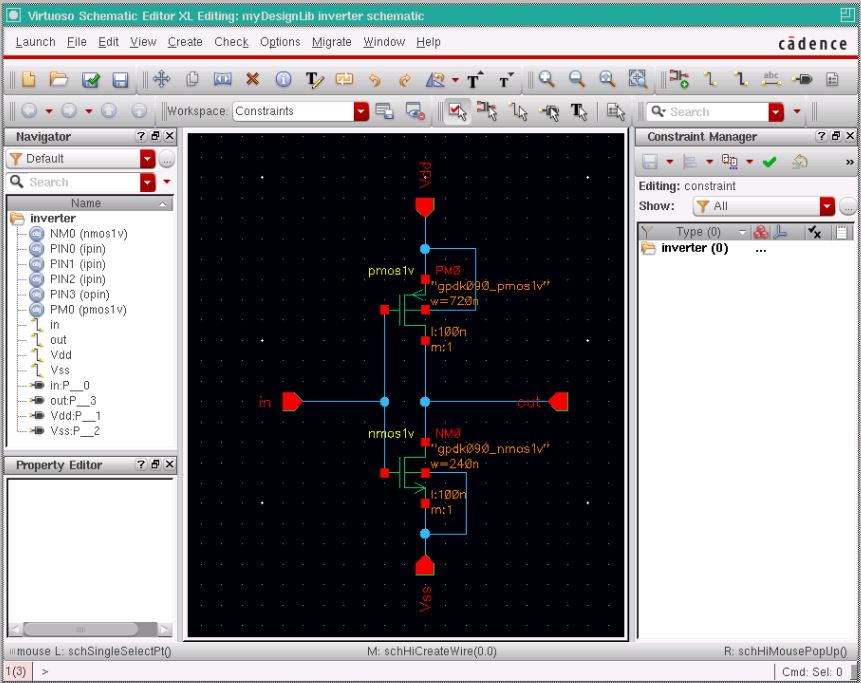 Virtuoso Schematic Editor XL Editing: myDesignLib inverter schematic
Launch File Edit View Create Check Options Migrate Window Help
cādence
Workspace: Constraints
Search
Navigator
Default
Search
Name
inverter
NM0 (nmos1v)
PIN0 (ipin)
PIN1 (ipin)
PIN2 (ipin)
PIN3 (opin)
PM0 (pmos1v)
in
out
Vdd
Vss
in:P__0
out:P__3
Vdd:P__1
Vss:P__2
Property Editor
Vdd
pmos1v PM0
"gpdk090_pmos1v"
w=720n
l:100n
m:1
in
out
nmos1v NM0
"gpdk090_nmos1v"
w=240n
l:100n
m:1
Vss
Constraint Manager
Editing: constraint
Show: All
Type (0)
inverter (0) ...
mouse L: schSingleSelectPt() M: schHiCreateWire(0.0) R: schHiMousePopUp()
1(3) > Cmd: Sel: 0